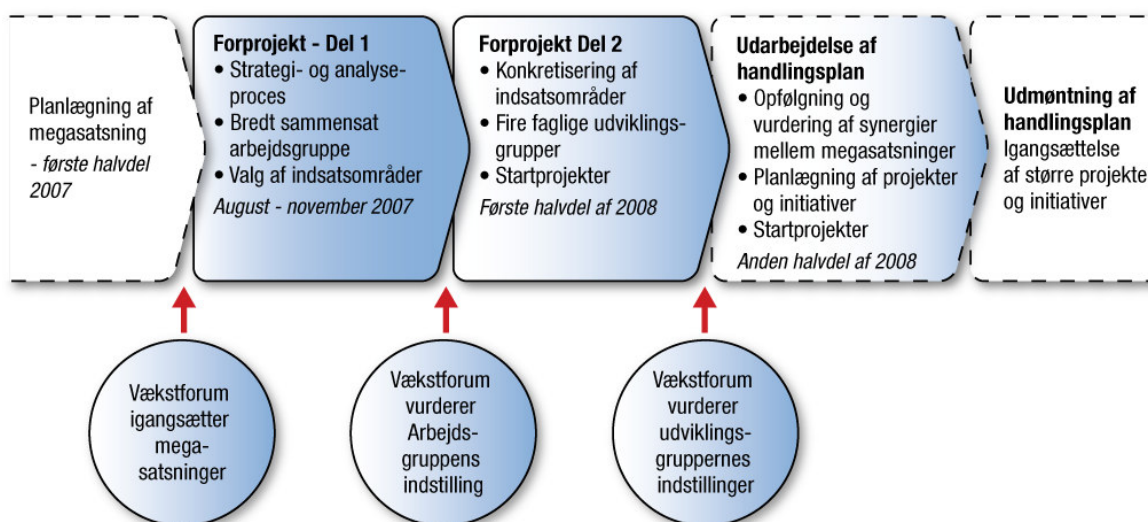 Planlægning af
megasatsning
- første halvdel
2007
Forprojekt - Del 1
• Strategi- og analyse-
proces
• Bredt sammensat
arbejdsgruppe
• Valg af indsatsområder
August - november 2007
Forprojekt Del 2
• Konkretisering af
indsatsområder
• Fire faglige udviklings-
grupper
• Startprojekter
Første halvdel af 2008
Udarbejdelse af
handlingsplan
• Opfølgning og
vurdering af synergier
mellem megasatsninger
• Planlægning af projekter
og initiativer
• Startprojekter
Anden halvdel af 2008
Udmøntning af
handlingsplan
Igangsættelse
af større projekte
og initiativer
Vækstforum
igangsætter
mega-
satsninger
Vækstforum
vurderer
Arbejds-
gruppens
indstilling
Vækstforum
vurderer
udviklings-
gruppernes
indstillinger